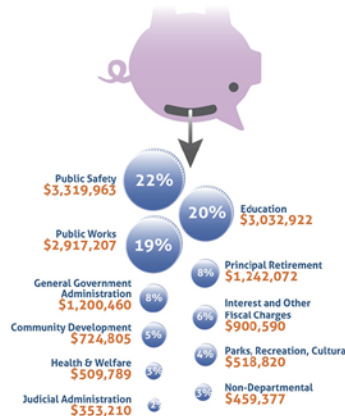 Public Safety
$3,319,963
22%
20%
Education
$3,032,922
Public Works
$2,917,207
19%
8%
Principal Retirement
$1,242,072
General Government
Administration
$1,200,460
8%
6%
Interest and Other
Fiscal Charges
$900,590
Community Development
$724,805
5%
4%
Parks, Recreation, Cultural
$518,820
Health & Welfare
$509,789
3%
3%
Non-Departmental
$459,377
Judicial Administration
$353,210
2%